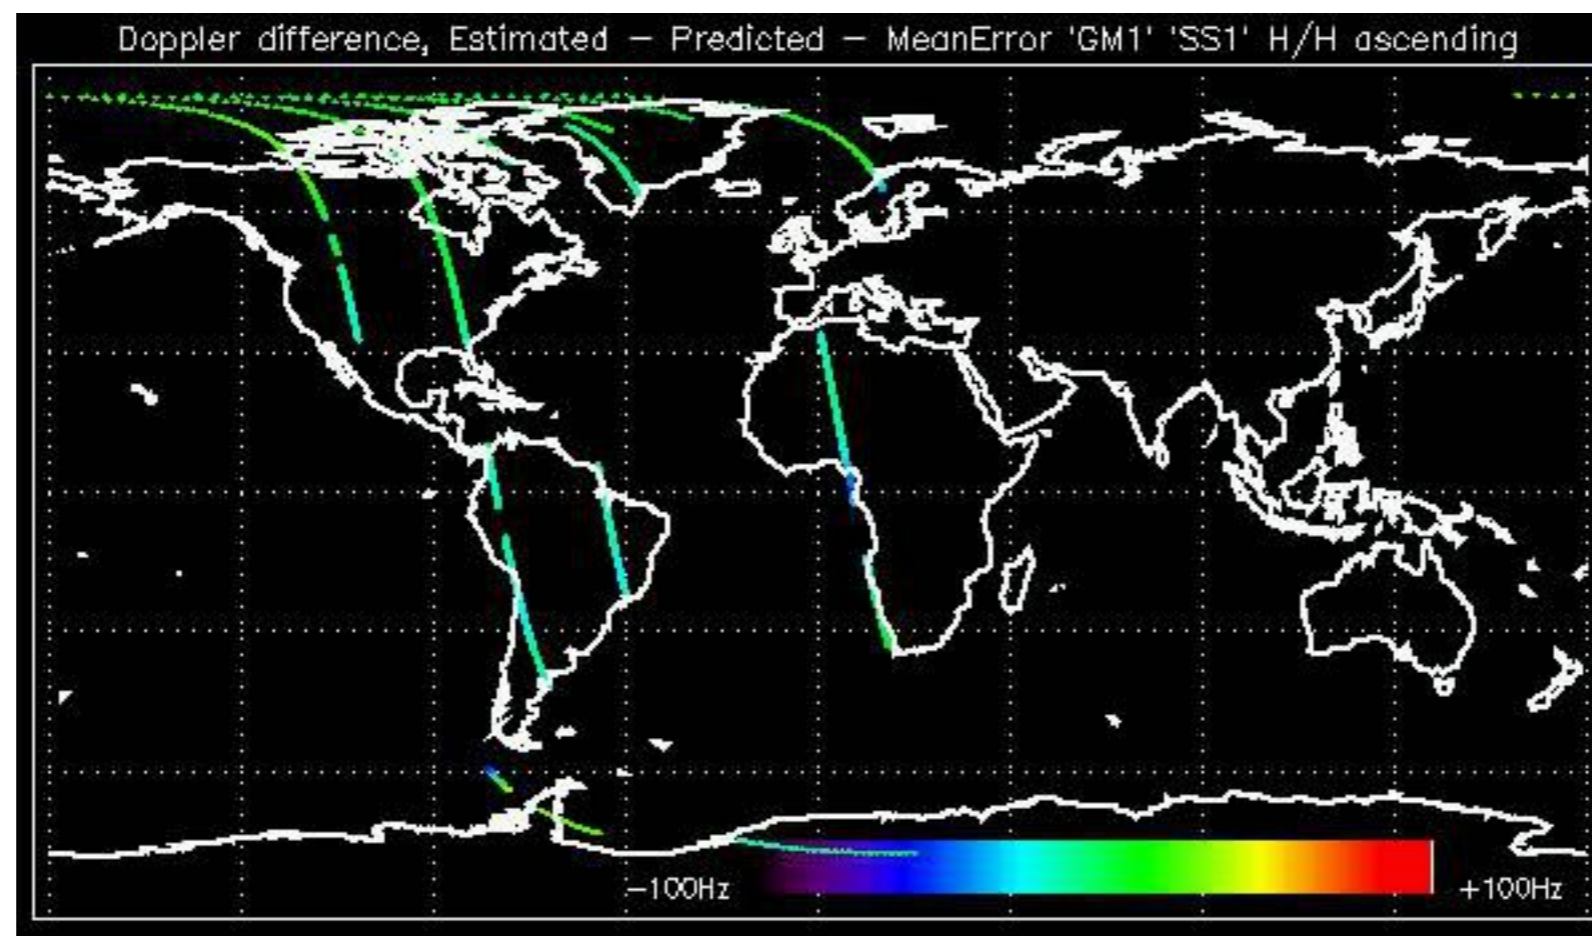 Doppler difference, Estimated — Predicted — MeanError 'GM1' 'SS1' H/H ascending
—100Hz +100Hz